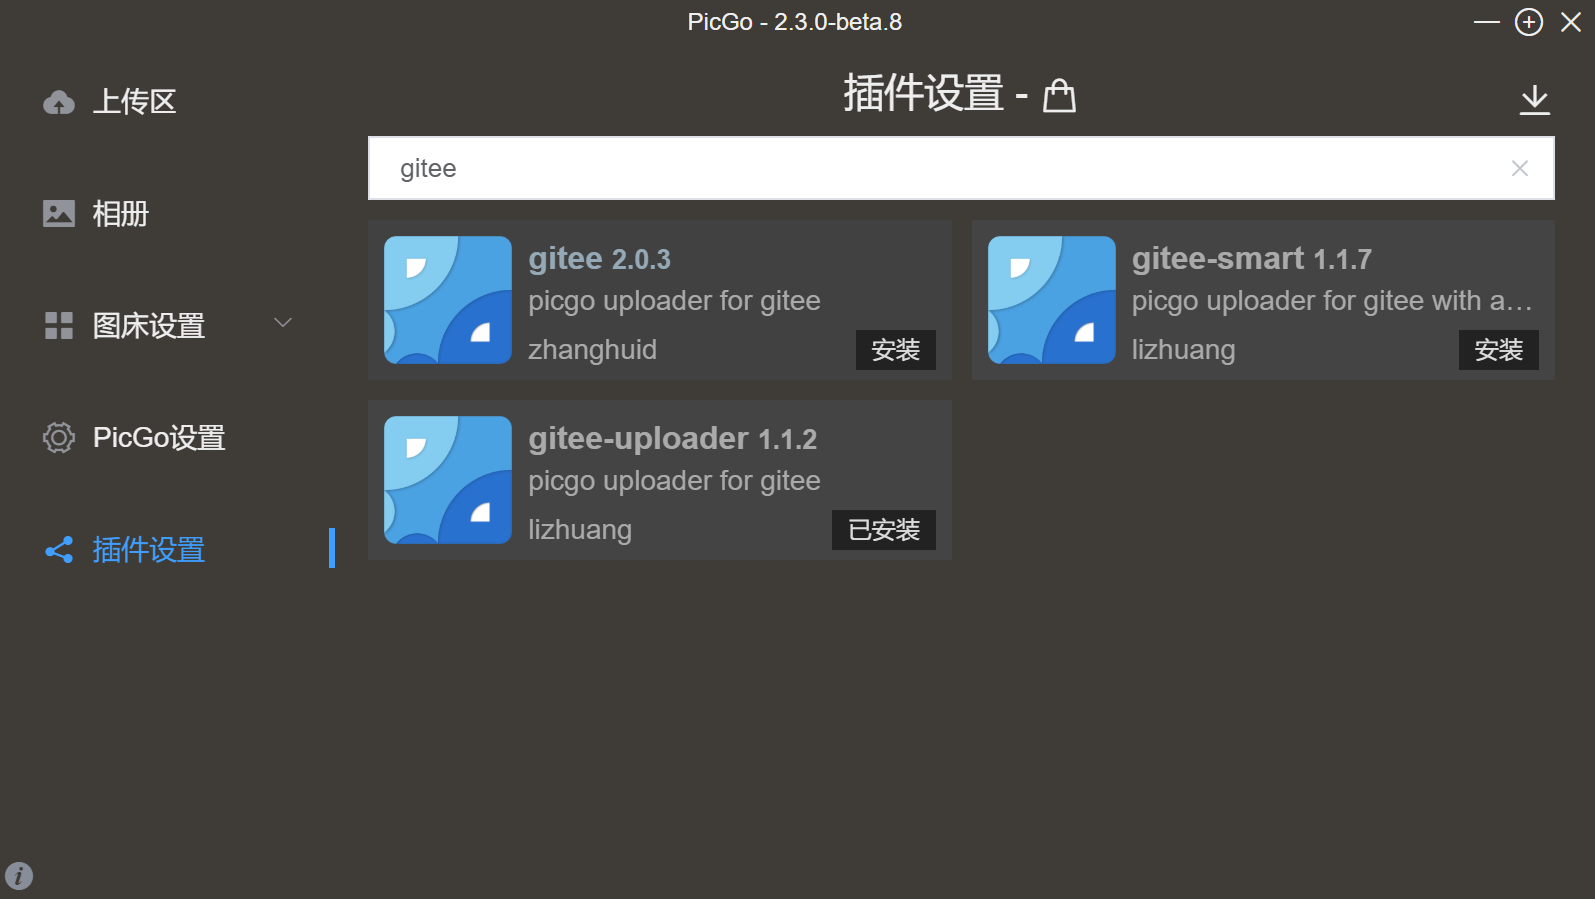 PicGo - 2.3.0-beta.8
上传区
相册
图床设置
PicGo设置
插件设置
插件设置 -
gitee
gitee 2.0.3
picgo uploader for gitee
zhanghuid
安装
gitee-smart 1.1.7
picgo uploader for gitee with a...
lizhuang
安装
gitee-uploader 1.1.2
picgo uploader for gitee
lizhuang
已安装